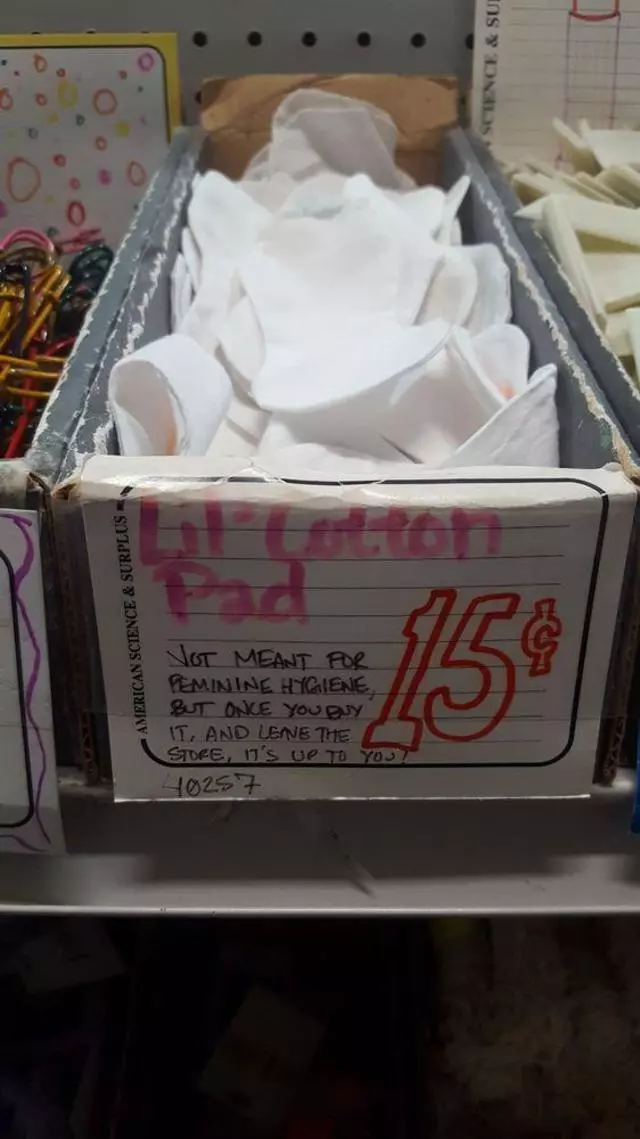 SCIENCE & SU
AMERICAN SCIENCE & SURPLUS
Lil' Cotton
Pad
15¢
NOT MEANT FOR
FEMININE HYGIENE,
BUT ONCE YOU BUY
IT, AND LEAVE THE
STORE, IT'S UP TO YOU!
40257